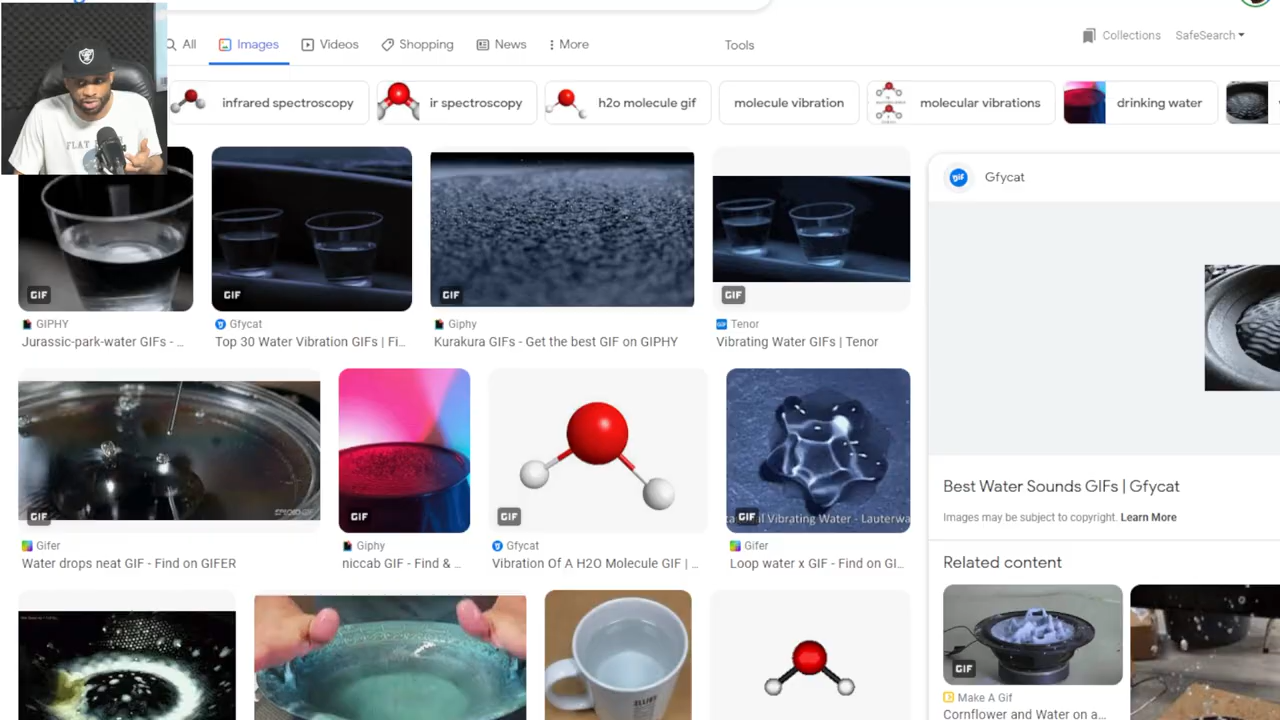 All
Images
Videos
Shopping
News
More
Tools
Collections
SafeSearch
infrared spectroscopy
ir spectroscopy
h2o molecule gif
molecule vibration
molecular vibrations
drinking water
FLAT
GIF
GIF
GIF
GIF
GIPHY
Jurassic-park-water GIFs - ...
Gfycat
Top 30 Water Vibration GIFs | Fi...
Giphy
Kurakura GIFs - Get the best GIF on GIPHY
Tenor
Vibrating Water GIFs | Tenor
Gfycat
GIF
GIF
GIF
GIF
il Vibrating Water - Lauterwa
Gifer
Water drops neat GIF - Find on GIFER
Giphy
niccab GIF - Find & ...
Gfycat
Vibration Of A H2O Molecule GIF | ...
Gifer
Loop water x GIF - Find on GI...
Best Water Sounds GIFs | Gfycat
Images may be subject to copyright. Learn More
Related content
GIF
Make A Gif
Cornflower and Water on a...